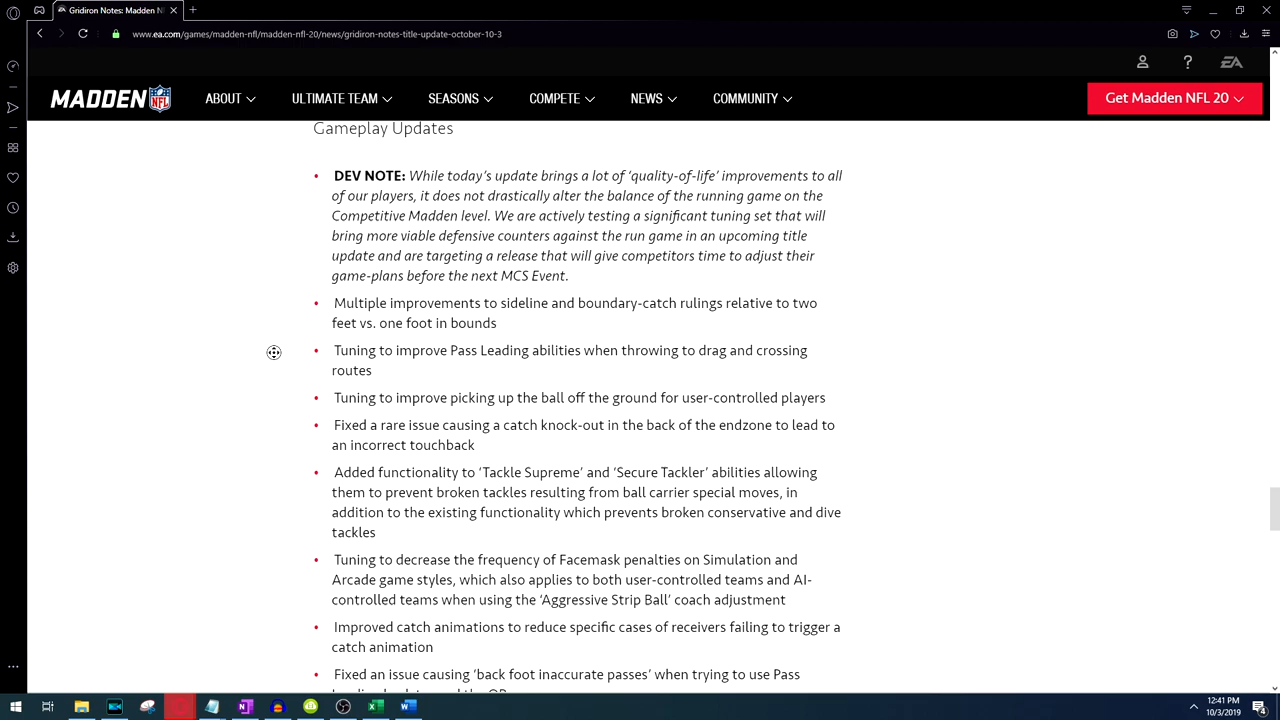 Gridiron Notes: Madden N
www.ea.com/games/madden-nfl/madden-nfl-20/news/gridiron-notes-title-update-october-10-3
MADDEN NFL
ABOUT
ULTIMATE TEAM
SEASONS
COMPETE
NEWS
COMMUNITY
EA
Get Madden NFL 20
Gameplay Updates
• DEV NOTE: While today’s update brings a lot of ‘quality-of-life’ improvements to all
of our players, it does not drastically alter the balance of the running game on the
Competitive Madden level. We are actively testing a significant tuning set that will
bring more viable defensive counters against the run game in an upcoming title
update and are targeting a release that will give competitors time to adjust their
game-plans before the next MCS Event.
• Multiple improvements to sideline and boundary-catch rulings relative to two
feet vs. one foot in bounds
• Tuning to improve Pass Leading abilities when throwing to drag and crossing
routes
• Tuning to improve picking up the ball off the ground for user-controlled players
• Fixed a rare issue causing a catch knock-out in the back of the endzone to lead to
an incorrect touchback
• Added functionality to ‘Tackle Supreme’ and ‘Secure Tackler’ abilities allowing
them to prevent broken tackles resulting from ball carrier special moves, in
addition to the existing functionality which prevents broken conservative and dive
tackles
• Tuning to decrease the frequency of Facemask penalties on Simulation and
Arcade game styles, which also applies to both user-controlled teams and AI-
controlled teams when using the ‘Aggressive Strip Ball’ coach adjustment
• Improved catch animations to reduce specific cases of receivers failing to trigger a
catch animation
• Fixed an issue causing ‘back foot inaccurate passes’ when trying to use Pass
12:41 PM
10/3/2019
4